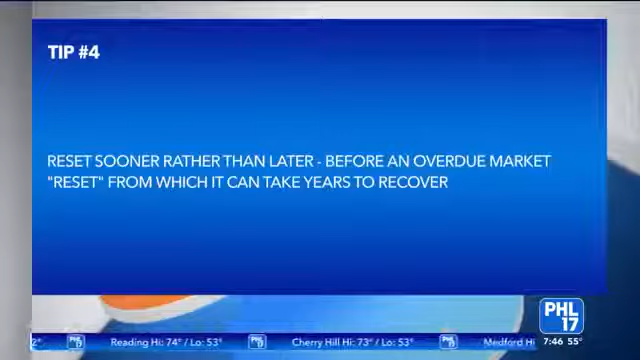 TIP #4
RESET SOONER RATHER THAN LATER - BEFORE AN OVERDUE MARKET
"RESET" FROM WHICH IT CAN TAKE YEARS TO RECOVER
PHL
17
2° Reading Hi: 74° / Lo: 53° Cherry Hill Hi: 73° / Lo: 53° Medford Hi 7:46 55°